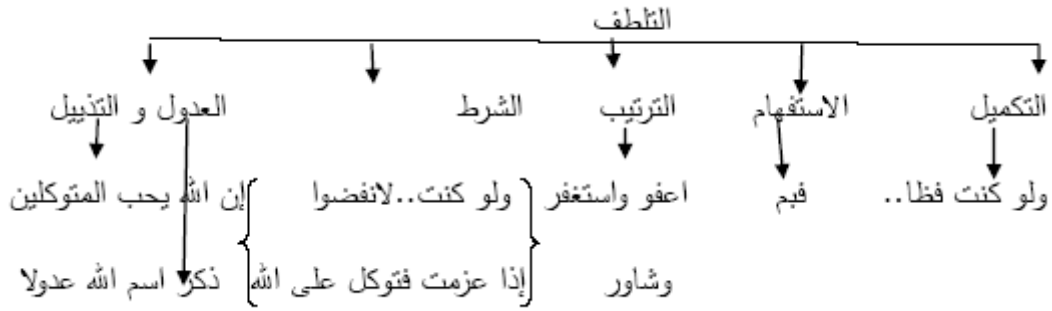 التلطف
التكميل الاستفهام الترتيب الشرط العدول و التذييل
ولو كنت فظا.. فبم اعفو واستغفر ولو كنت..لانفضوا إن الله يحب المتوكلين
وشاور إذا عزمت فتوكل على الله ذكر اسم الله عدولا